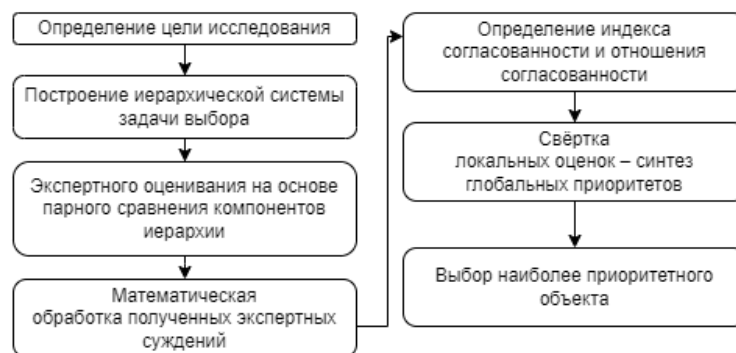 Определение цели исследования
Построение иерархической системы
задачи выбора
Экспертного оценивания на основе
парного сравнения компонентов
иерархии
Математическая
обработка полученных экспертных
суждений
Определение индекса
согласованности и отношения
согласованности
Свёртка
локальных оценок – синтез
глобальных приоритетов
Выбор наиболее приоритетного
объекта